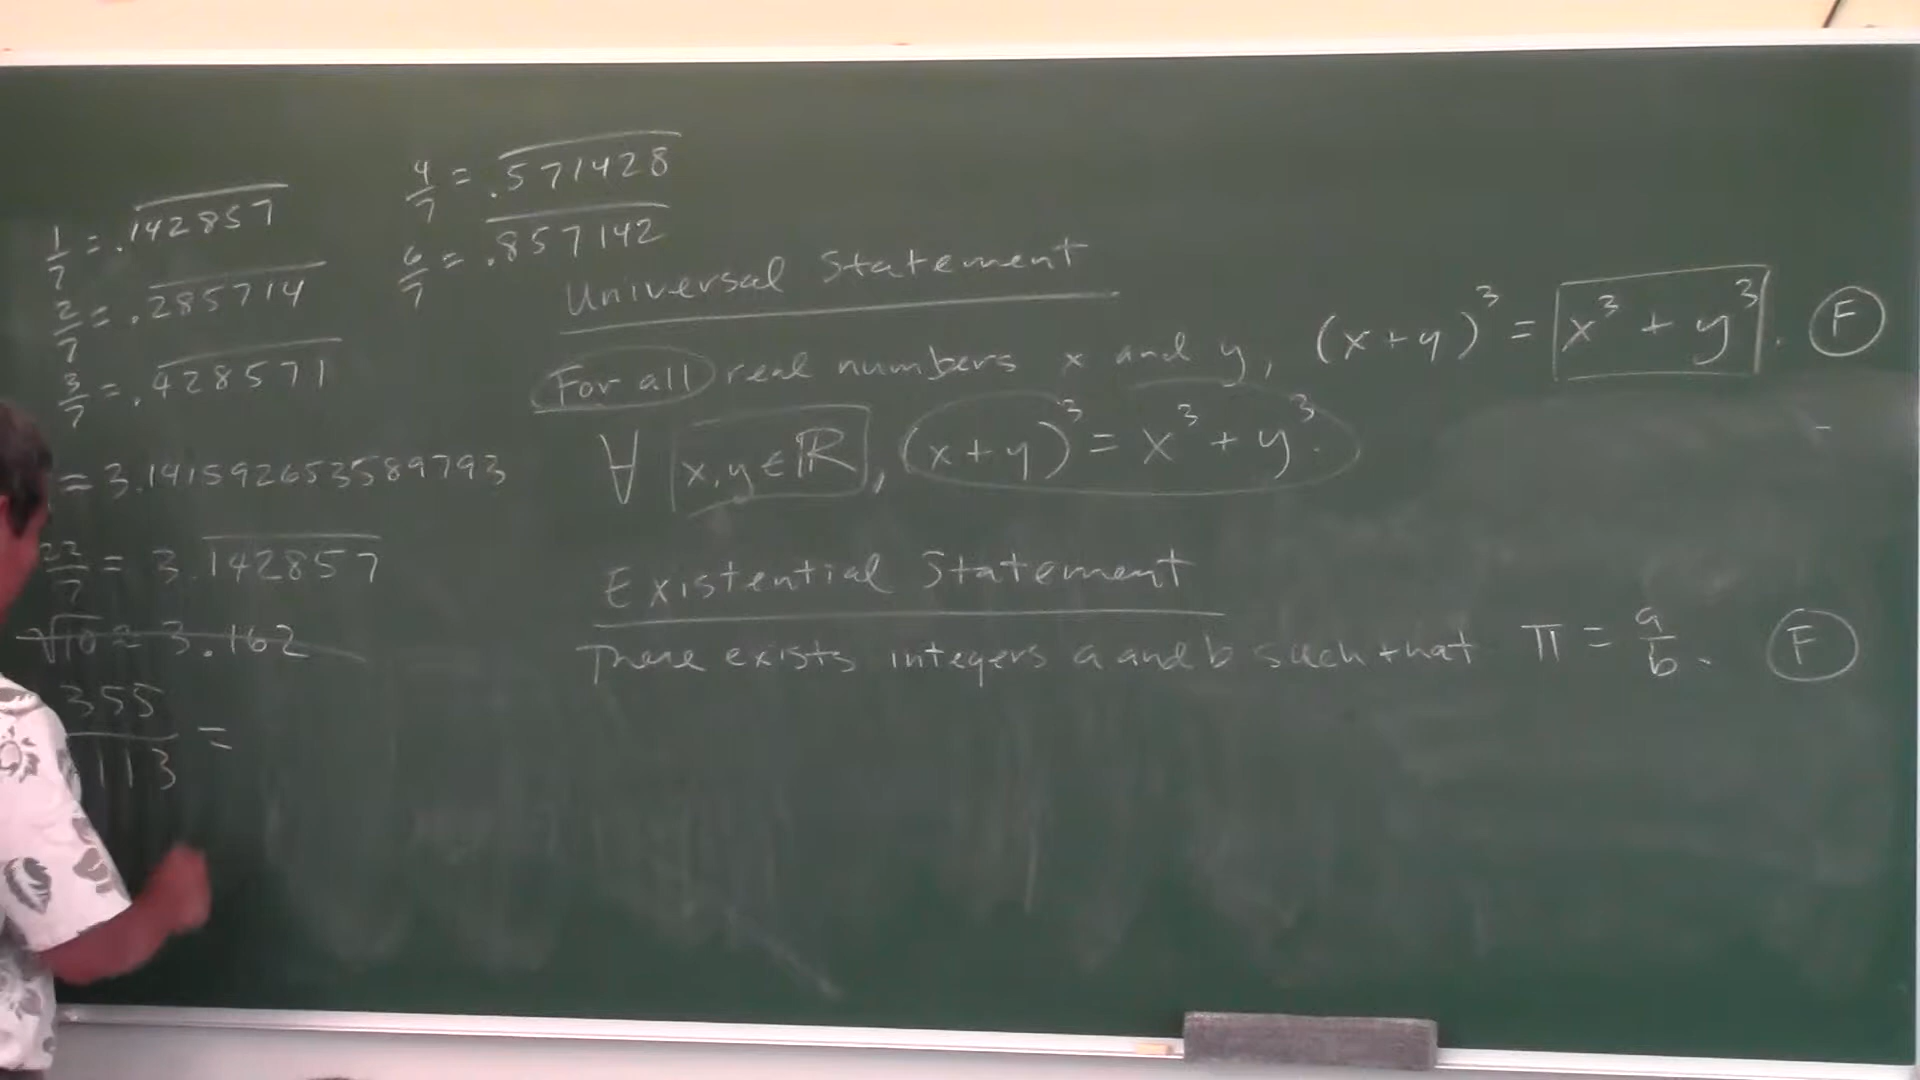 1/7 = .142857
2/7 = .285714
3/7 = .428571
4/7 = .571428
6/7 = .857142
= 3.141592653589793
22/7 = 3.142857
√10 ≈ 3.162
355/113 =
Universal Statement
For all real numbers x and y, (x+y)³ = x³ + y³. F
∀ x,y ∈ ℝ, (x+y)³ = x³ + y³.
Existential Statement
There exists integers a and b such that π = a/b. F